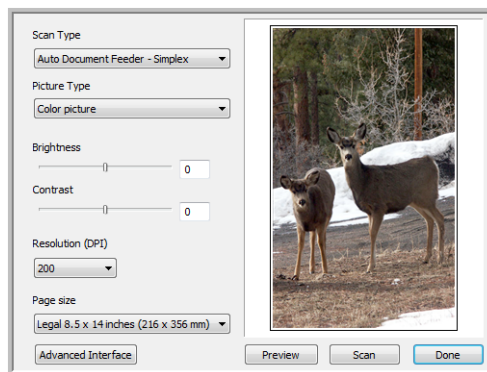 Scan Type
Auto Document Feeder - Simplex
Picture Type
Color picture
Brightness
0
Contrast
0
Resolution (DPI)
200
Page size
Legal 8.5 x 14 inches (216 x 356 mm)
Advanced Interface
Preview
Scan
Done